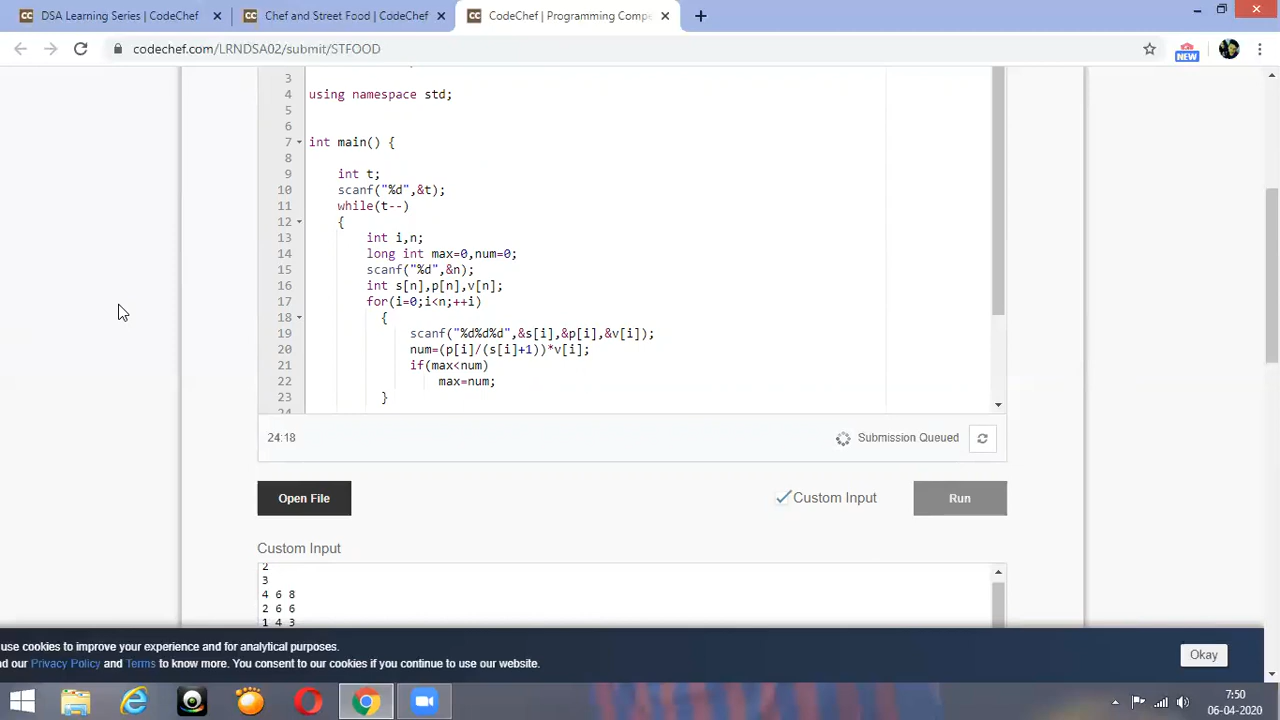 DSA Learning Series | CodeChef
Chef and Street Food | CodeChef
CodeChef | Programming Compe
codechef.com/LRNDSA02/submit/STFOOD
NEW
3
4 using namespace std;
5
6
7 int main() {
8
9 int t;
10 scanf("%d",&t);
11 while(t--)
12 {
13 int i,n;
14 long int max=0,num=0;
15 scanf("%d",&n);
16 int s[n],p[n],v[n];
17 for(i=0;i<n;++i)
18 {
19 scanf("%d%d%d",&s[i],&p[i],&v[i]);
20 num=(p[i]/(s[i]+1))*v[i];
21 if(max<num)
22 max=num;
23 }
24
24:18
Submission Queued
Open File
Custom Input
Run
Custom Input
2
3
4 6 8
2 6 6
1 4 3
use cookies to improve your experience and for analytical purposes.
nd our Privacy Policy and Terms to know more. You consent to our cookies if you continue to use our website.
Okay
7:50
06-04-2020